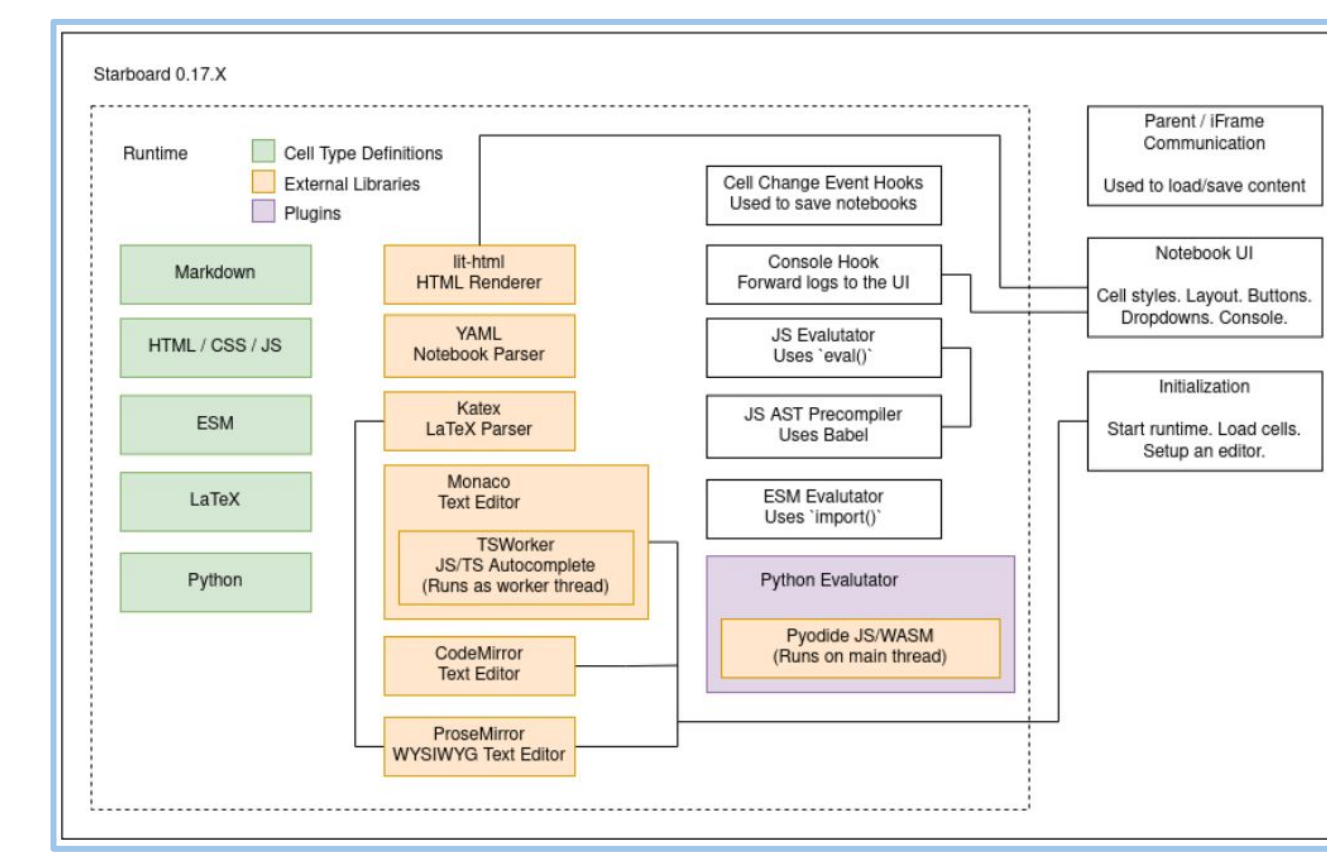 Starboard 0.17.X
Runtime
Cell Type Definitions
External Libraries
Plugins
Markdown
HTML / CSS / JS
ESM
LaTeX
Python
lit-html
HTML Renderer
YAML
Notebook Parser
Katex
LaTeX Parser
Monaco
Text Editor
TSWorker
JS/TS Autocomplete
(Runs as worker thread)
CodeMirror
Text Editor
ProseMirror
WYSIWYG Text Editor
Cell Change Event Hooks
Used to save notebooks
Console Hook
Forward logs to the UI
JS Evalutator
Uses `eval()`
JS AST Precompiler
Uses Babel
ESM Evalutator
Uses `import()`
Python Evalutator
Pyodide JS/WASM
(Runs on main thread)
Parent / iFrame
Communication
Used to load/save content
Notebook UI
Cell styles. Layout. Buttons.
Dropdowns. Console.
Initialization
Start runtime. Load cells.
Setup an editor.